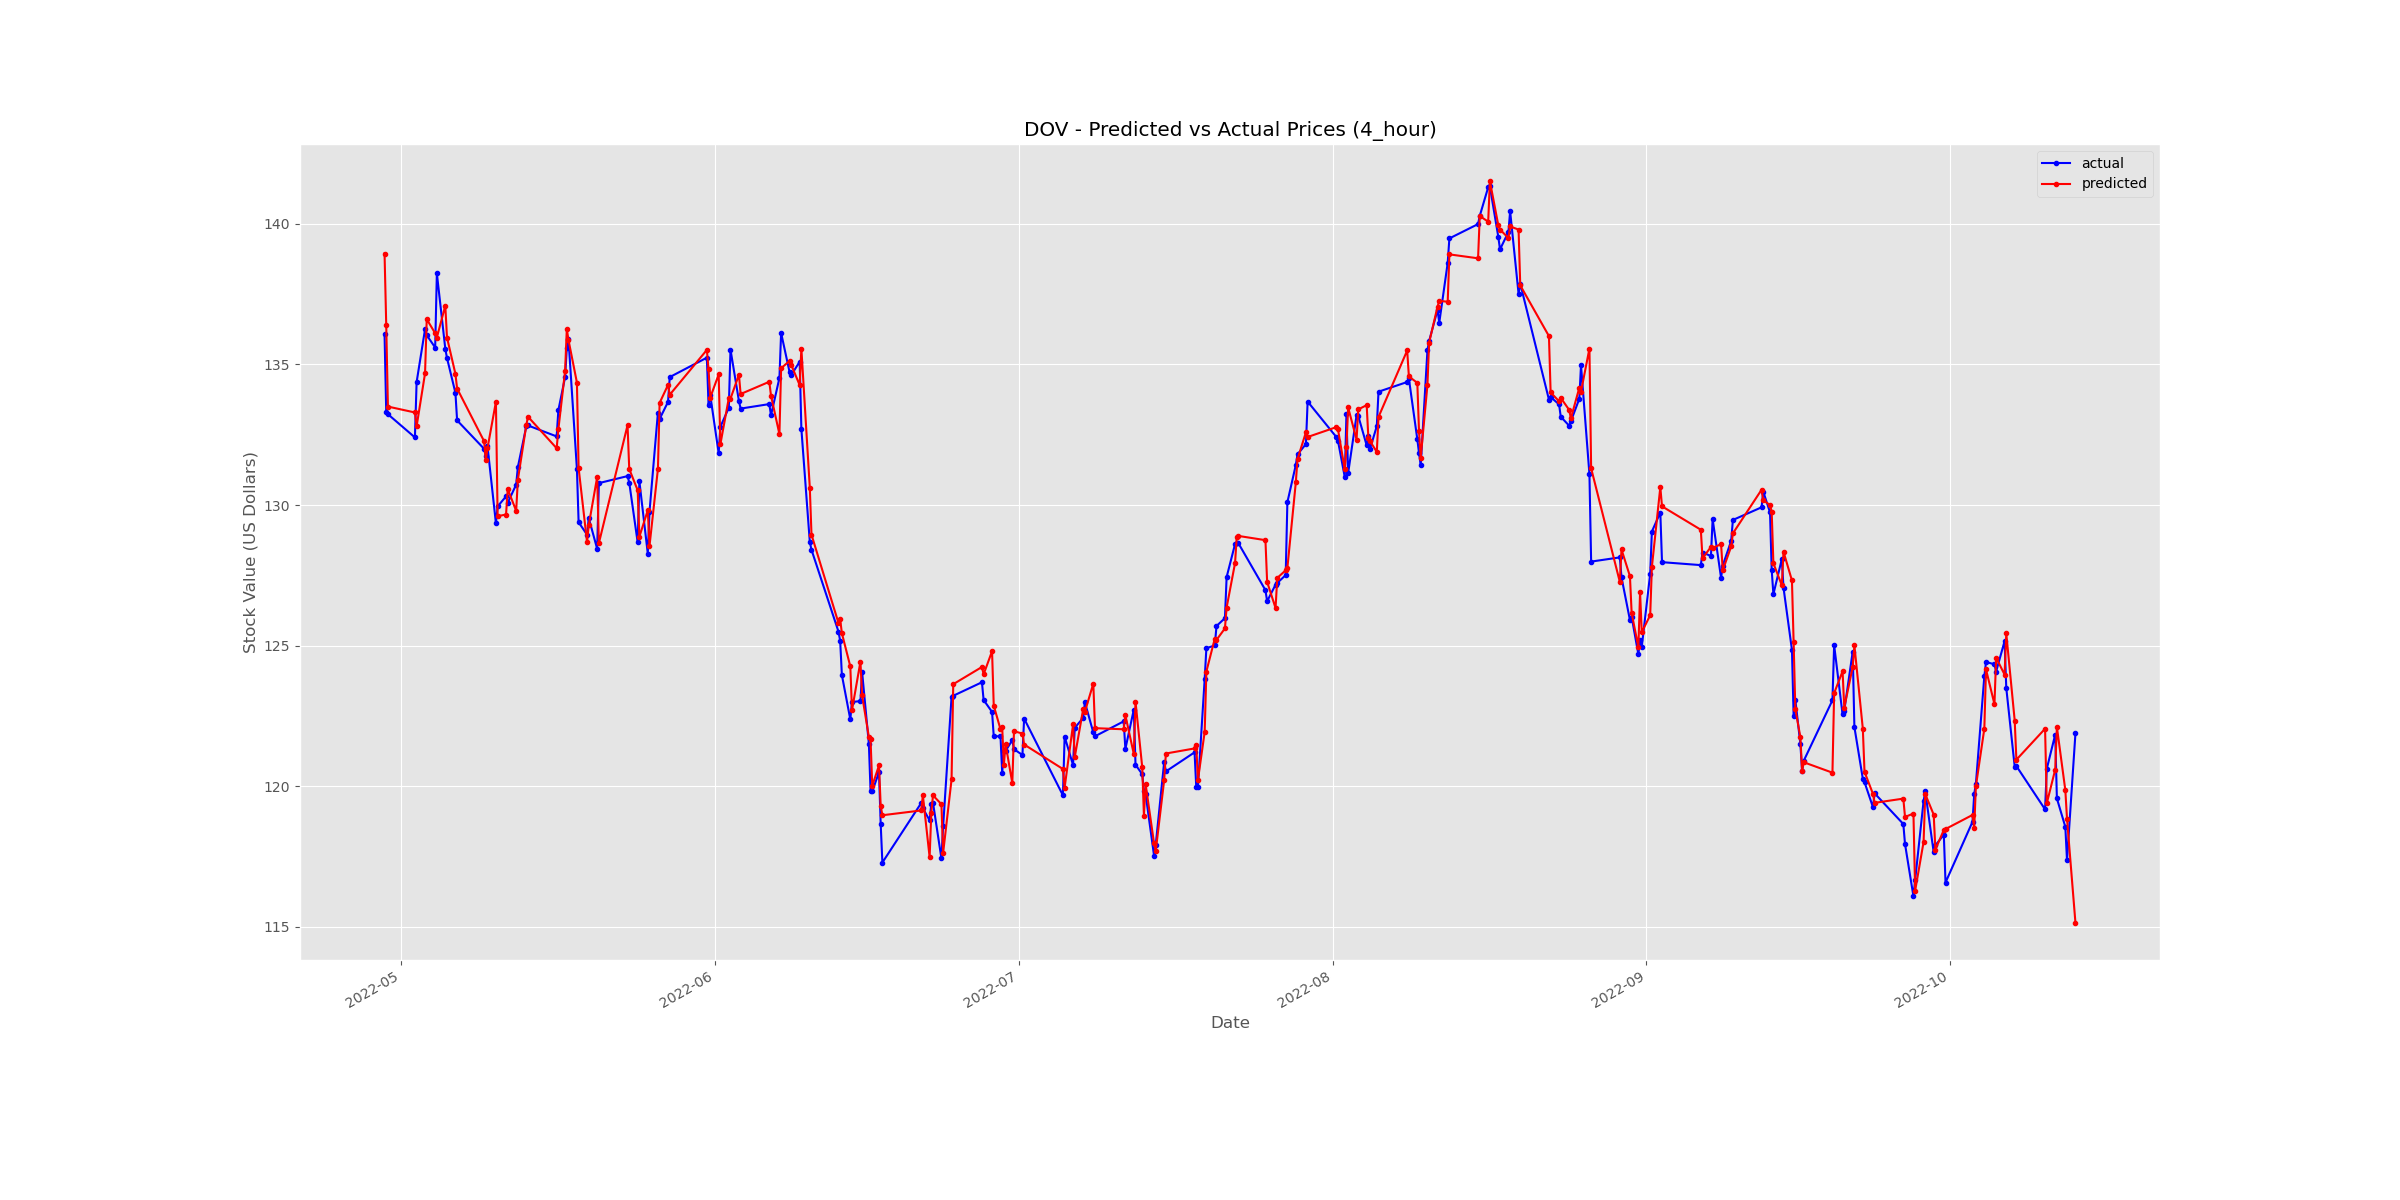 DOV - Predicted vs Actual Prices (4_hour)
actual
predicted
Stock Value (US Dollars)
140
135
130
125
120
115
2022-05
2022-06
2022-07
2022-08
2022-09
2022-10
Date